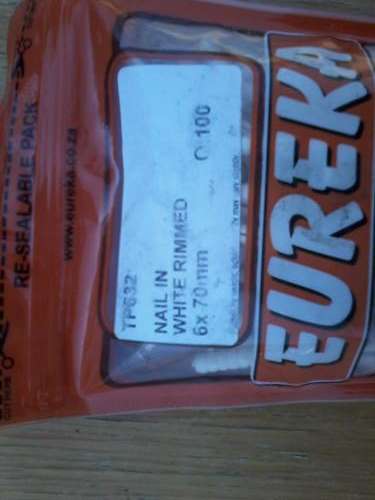 RE-SEALABLE PACK
www.eureka.co.za
TP632
NAIL IN
WHITE RIMMED
6x 70mm
Q 100
EUREKA